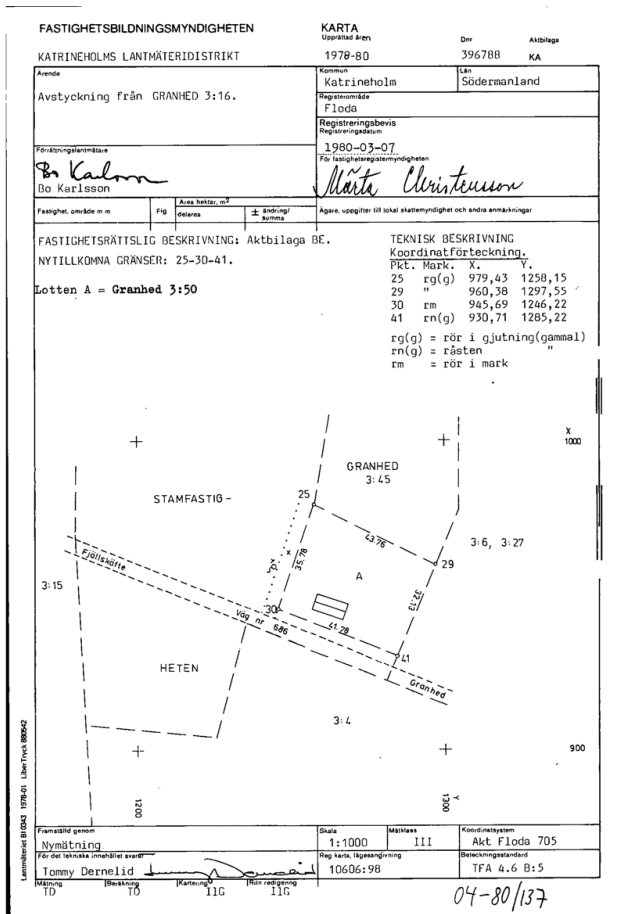 FASTIGHETSBILDNINGSMYNDIGHETEN
KATRINEHOLMS LANTMÄTERIDISTRIKT
KARTA
Upprättad åren
1978-80
Dnr
396788
Aktbilaga
KA
Ärende
Avstyckning från GRANHED 3:16.
Kommun
Katrineholm
Län
Södermanland
Registerområde
Floda
Registreringsbevis
Registreringsdatum
1980-03-07
För fastighetsregistermyndigheten
Märta Christensson
Förrättningslantmätare
Bo Karlsson
Bo Karlsson
Fastighet, område m m
Fig
Area hektar, m²
delarea
± ändring/
summa
Ägare, uppgifter till lokal skattemyndighet och andra anmärkningar
FASTIGHETSRÄTTSLIG BESKRIVNING: Aktbilaga BE.
NYTILLKOMNA GRÄNSER: 25-30-41.
Lotten A = Granhed 3:50
TEKNISK BESKRIVNING
Koordinatförteckning.
Pkt. Mark. X. Y.
25 rg(g) 979,43 1258,15
29 " 960,38 1297,55
30 rm 945,69 1246,22
41 rn(g) 930,71 1285,22
rg(g) = rör i gjutning(gammal)
rn(g) = råsten "
rm = rör i mark
X
1000
GRANHED
3:45
STAMFASTIG-
25
43.76
3:6, 3:27
Fjällskäfte
35.78
29
A
3:15
32.13
30
41.78
Väg nr 686
41
HETEN
Granhed
3:4
900
1200
1300
Y
Lantmäteriet Bl 0343 1978-01 LiberTryck 880542
Framställd genom
Nymätning
Skala
1:1000
Mätklass
III
Koordinatsystem
Akt Floda 705
För det tekniska innehållet svarar
Tommy Dernelid
Reg karta, lägesangivning
10606:98
Beteckningsstandard
TFA 4.6 B:5
Mätning
TD
Beräkning
TD
Kartering
IlG
Ritn redigering
IlG
04-80/137